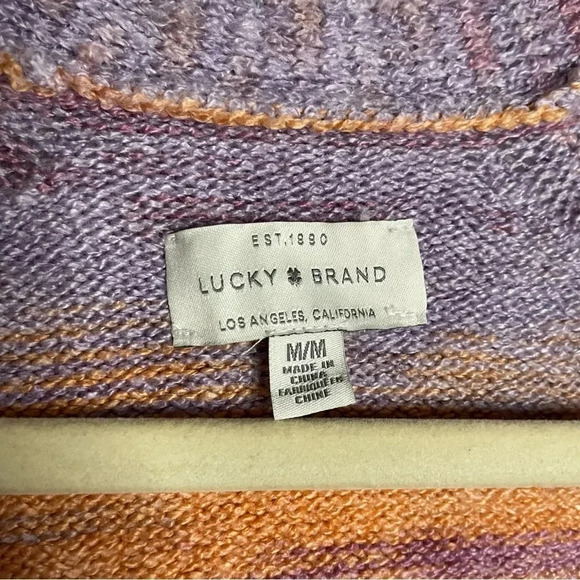 EST.1990
LUCKY BRAND
LOS ANGELES, CALIFORNIA
M/M
MADE IN
CHINA
FABRIQUÉ EN
CHINE